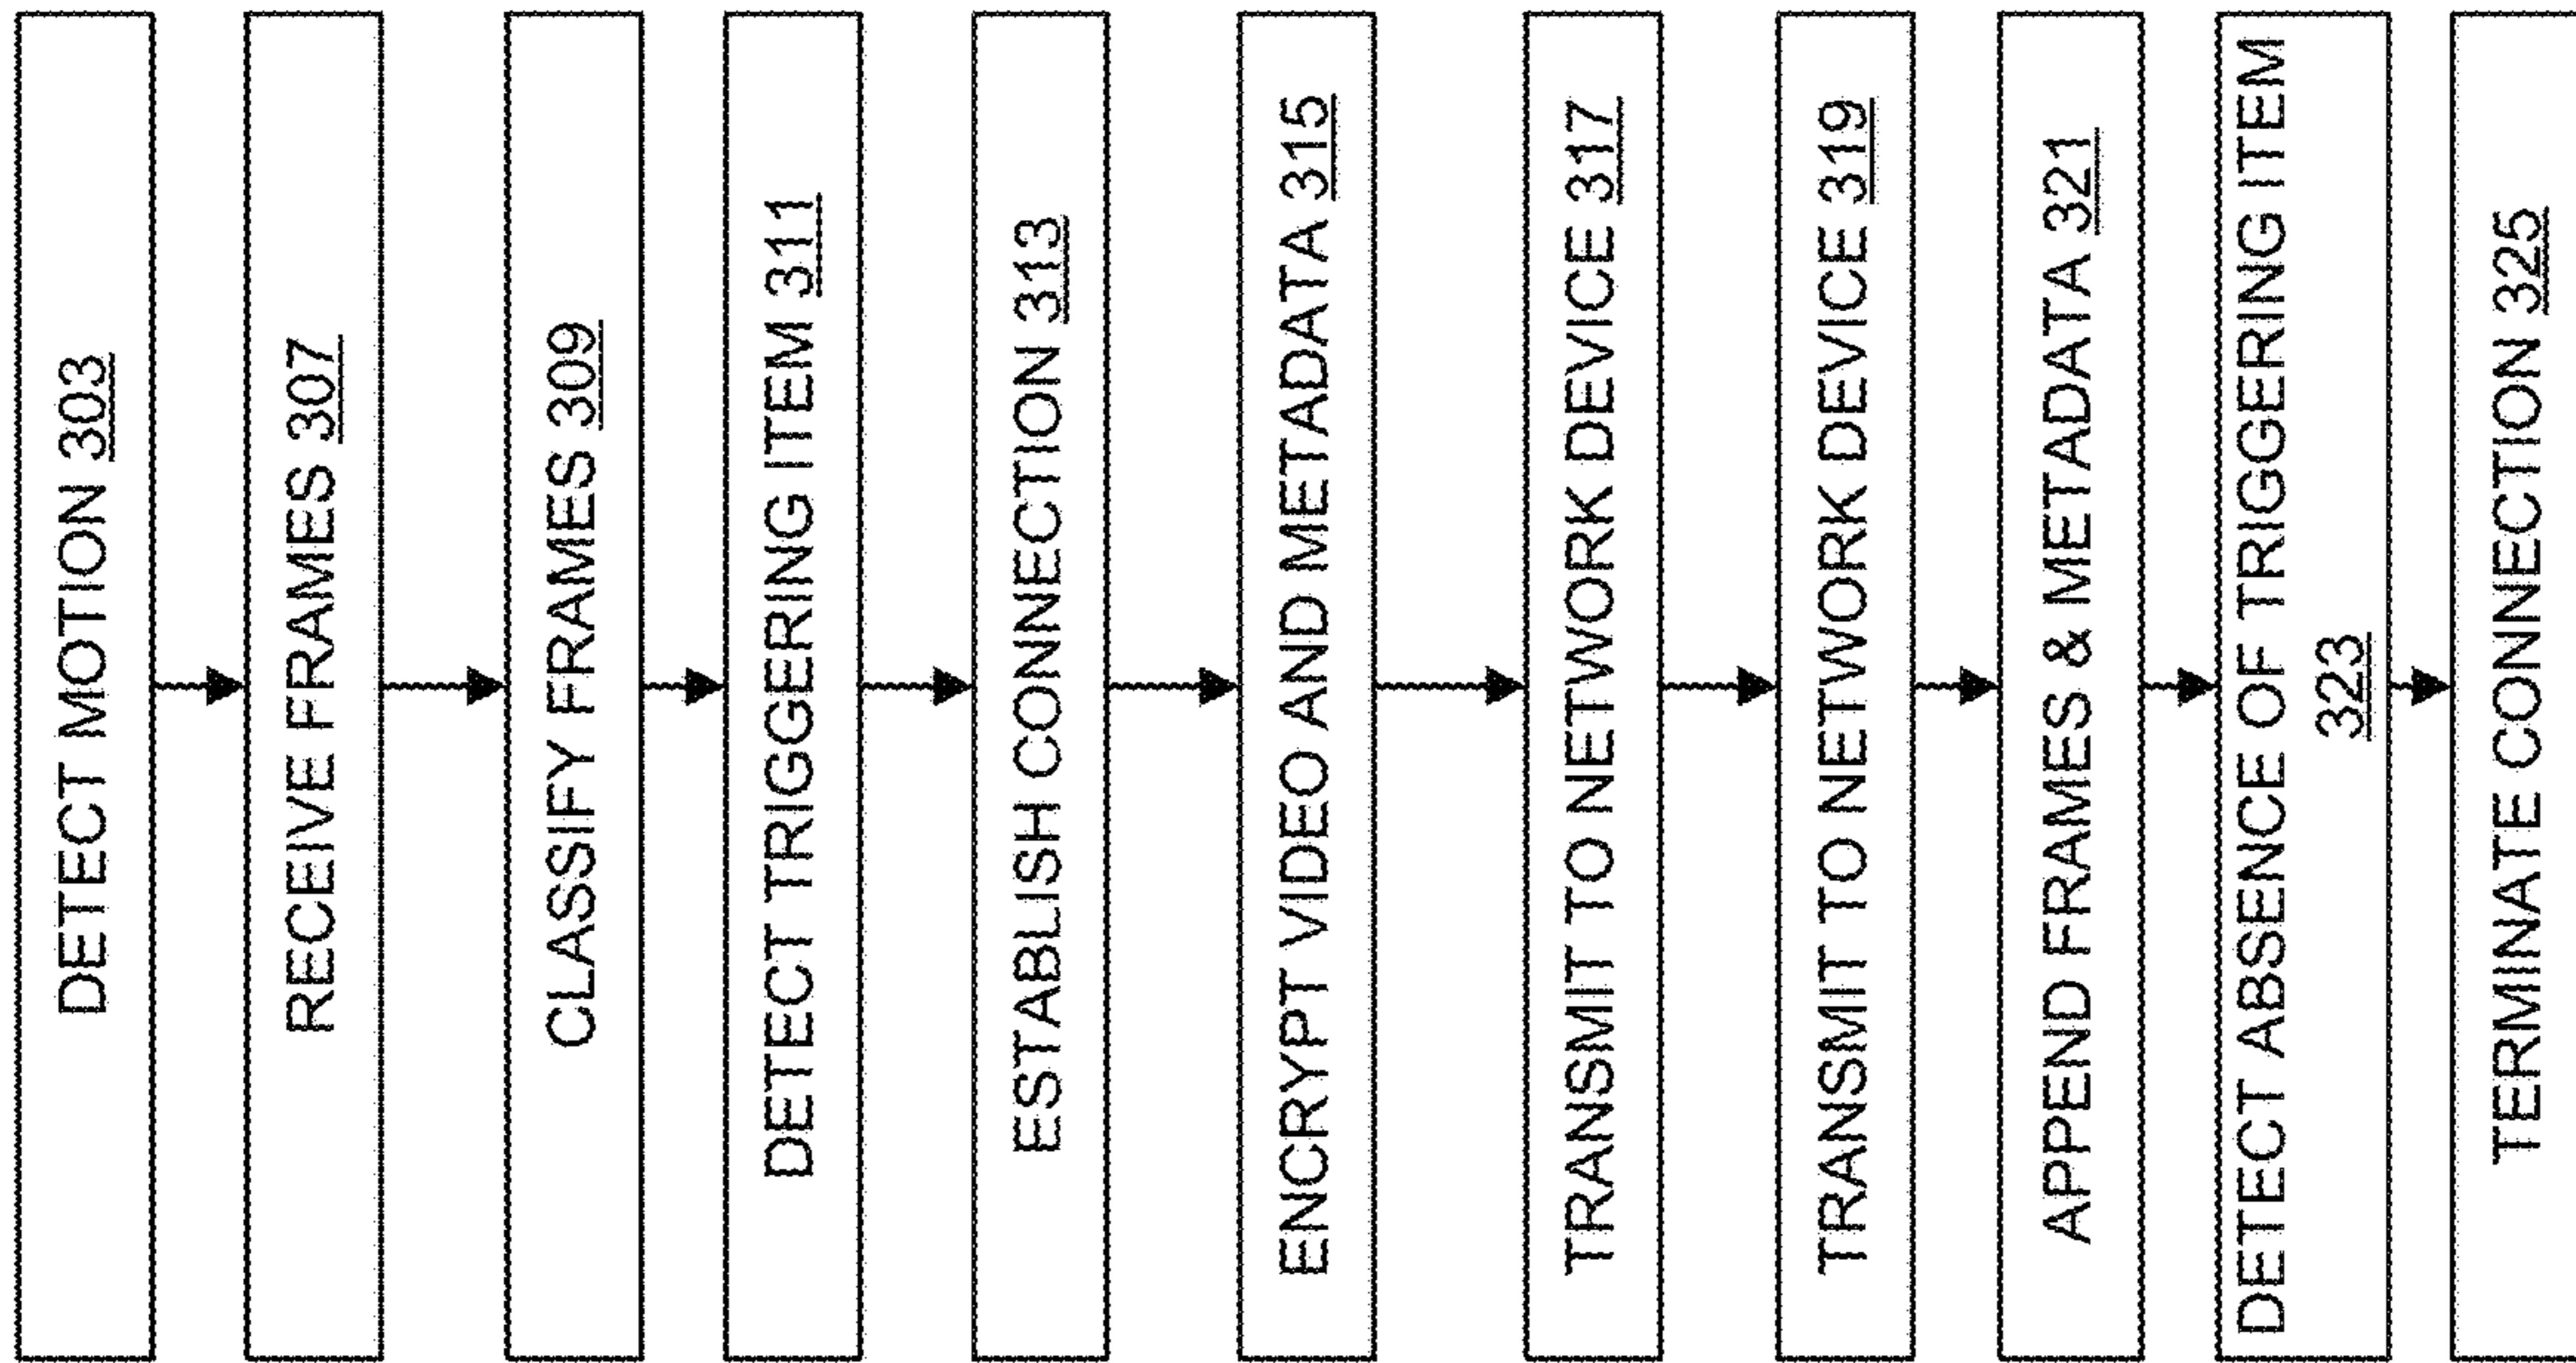 DETECT MOTION 303
RECEIVE FRAMES 307
CLASSIFY FRAMES 309
DETECT TRIGGERING ITEM 311
ESTABLISH CONNECTION 313
ENCRYPT VIDEO AND METADATA 315
TRANSMIT TO NETWORK DEVICE 317
TRANSMIT TO NETWORK DEVICE 319
APPEND FRAMES & METADATA 321
DETECT ABSENCE OF TRIGGERING ITEM
323
TERMINATE CONNECTION 325